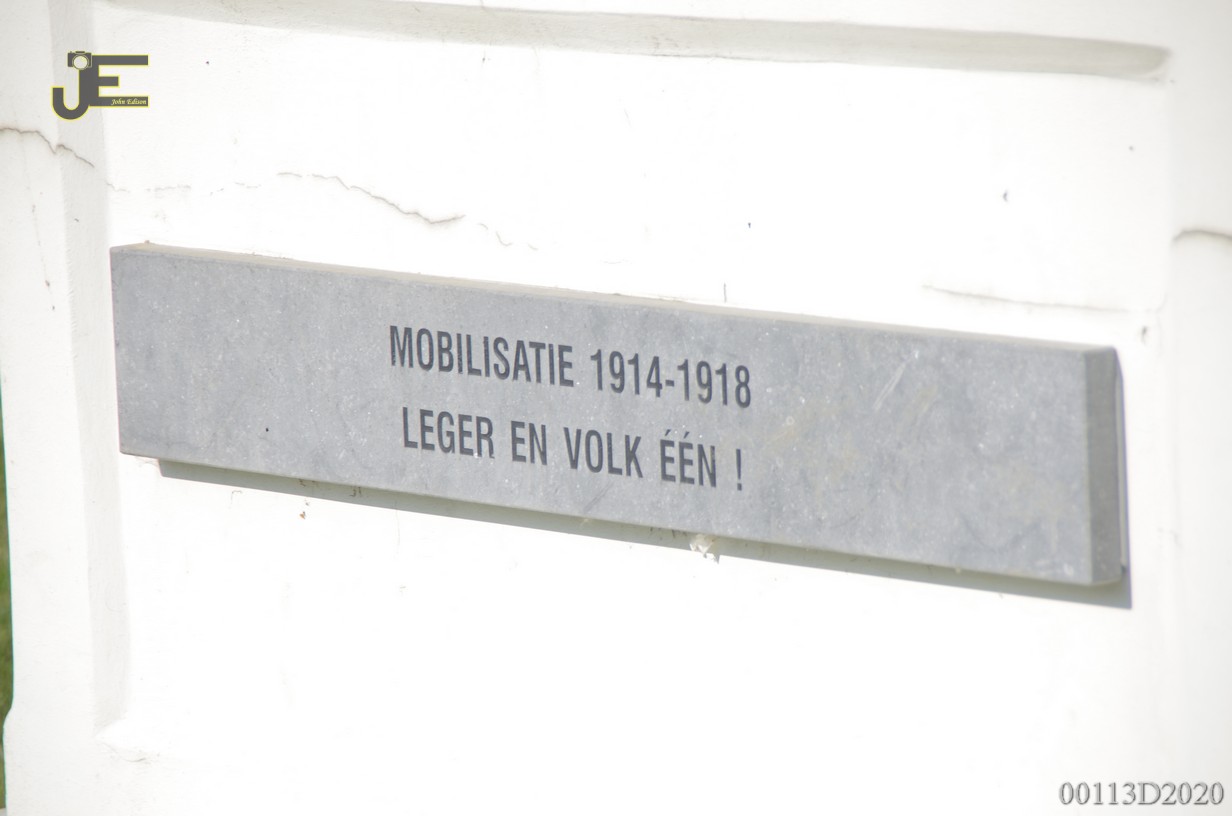 JE
John Edison
MOBILISATIE 1914-1918
LEGER EN VOLK ÉÉN !
00113D2020